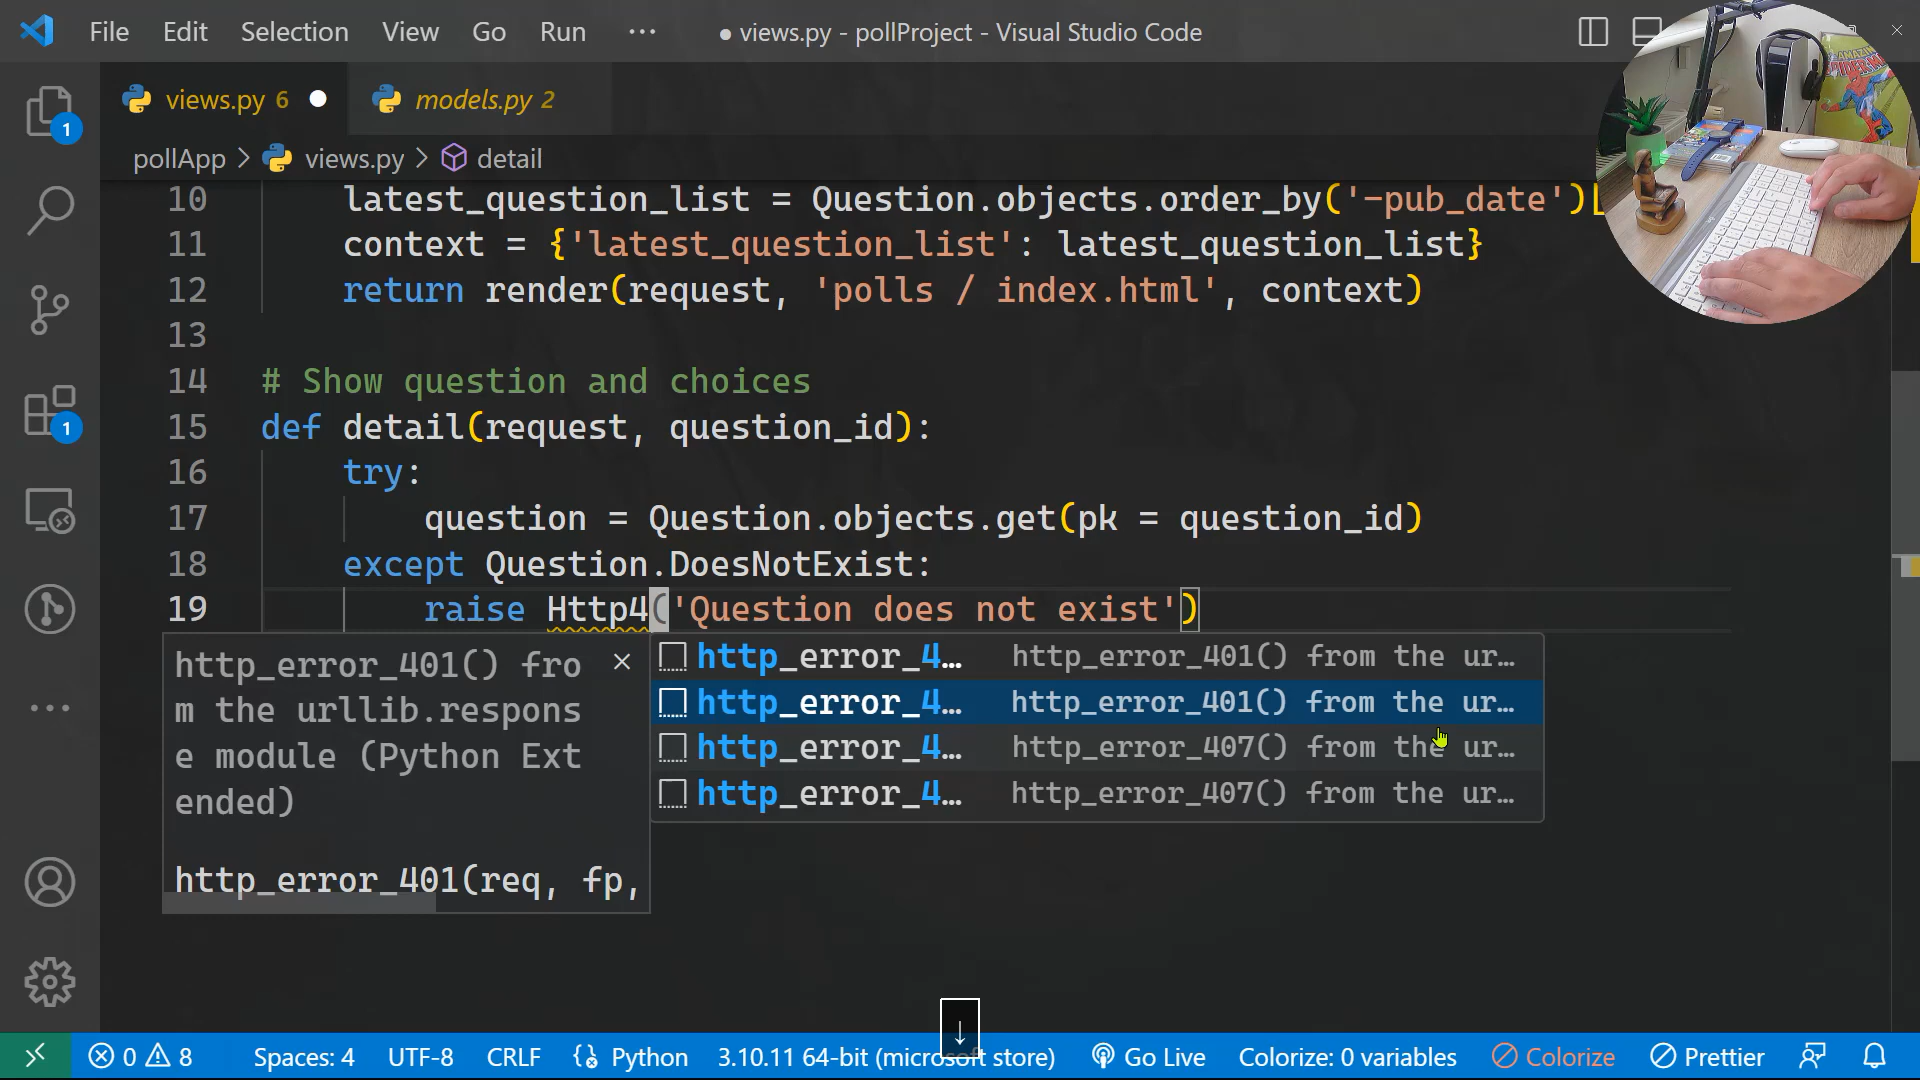 File Edit Selection View Go Run ··· ● views.py - pollProject - Visual Studio Code
views.py 6 models.py 2
pollApp > views.py > detail
10 latest_question_list = Question.objects.order_by('-pub_date')[
11 context = {'latest_question_list': latest_question_list}
12 return render(request, 'polls / index.html', context)
13
14 # Show question and choices
15 def detail(request, question_id):
16 try:
17 question = Question.objects.get(pk = question_id)
18 except Question.DoesNotExist:
19 raise Http4('Question does not exist')
http_error_401() fro
m the urllib.respons
e module (Python Ext
ended)
http_error_401(req, fp,
http_error_4… http_error_401() from the ur…
http_error_4… http_error_401() from the ur…
http_error_4… http_error_407() from the ur…
http_error_4… http_error_407() from the ur…
1
1
AMAZING
SPIDER-MAN
↓
0 8 Spaces: 4 UTF-8 CRLF Python 3.10.11 64-bit (microsoft store) Go Live Colorize: 0 variables Colorize Prettier